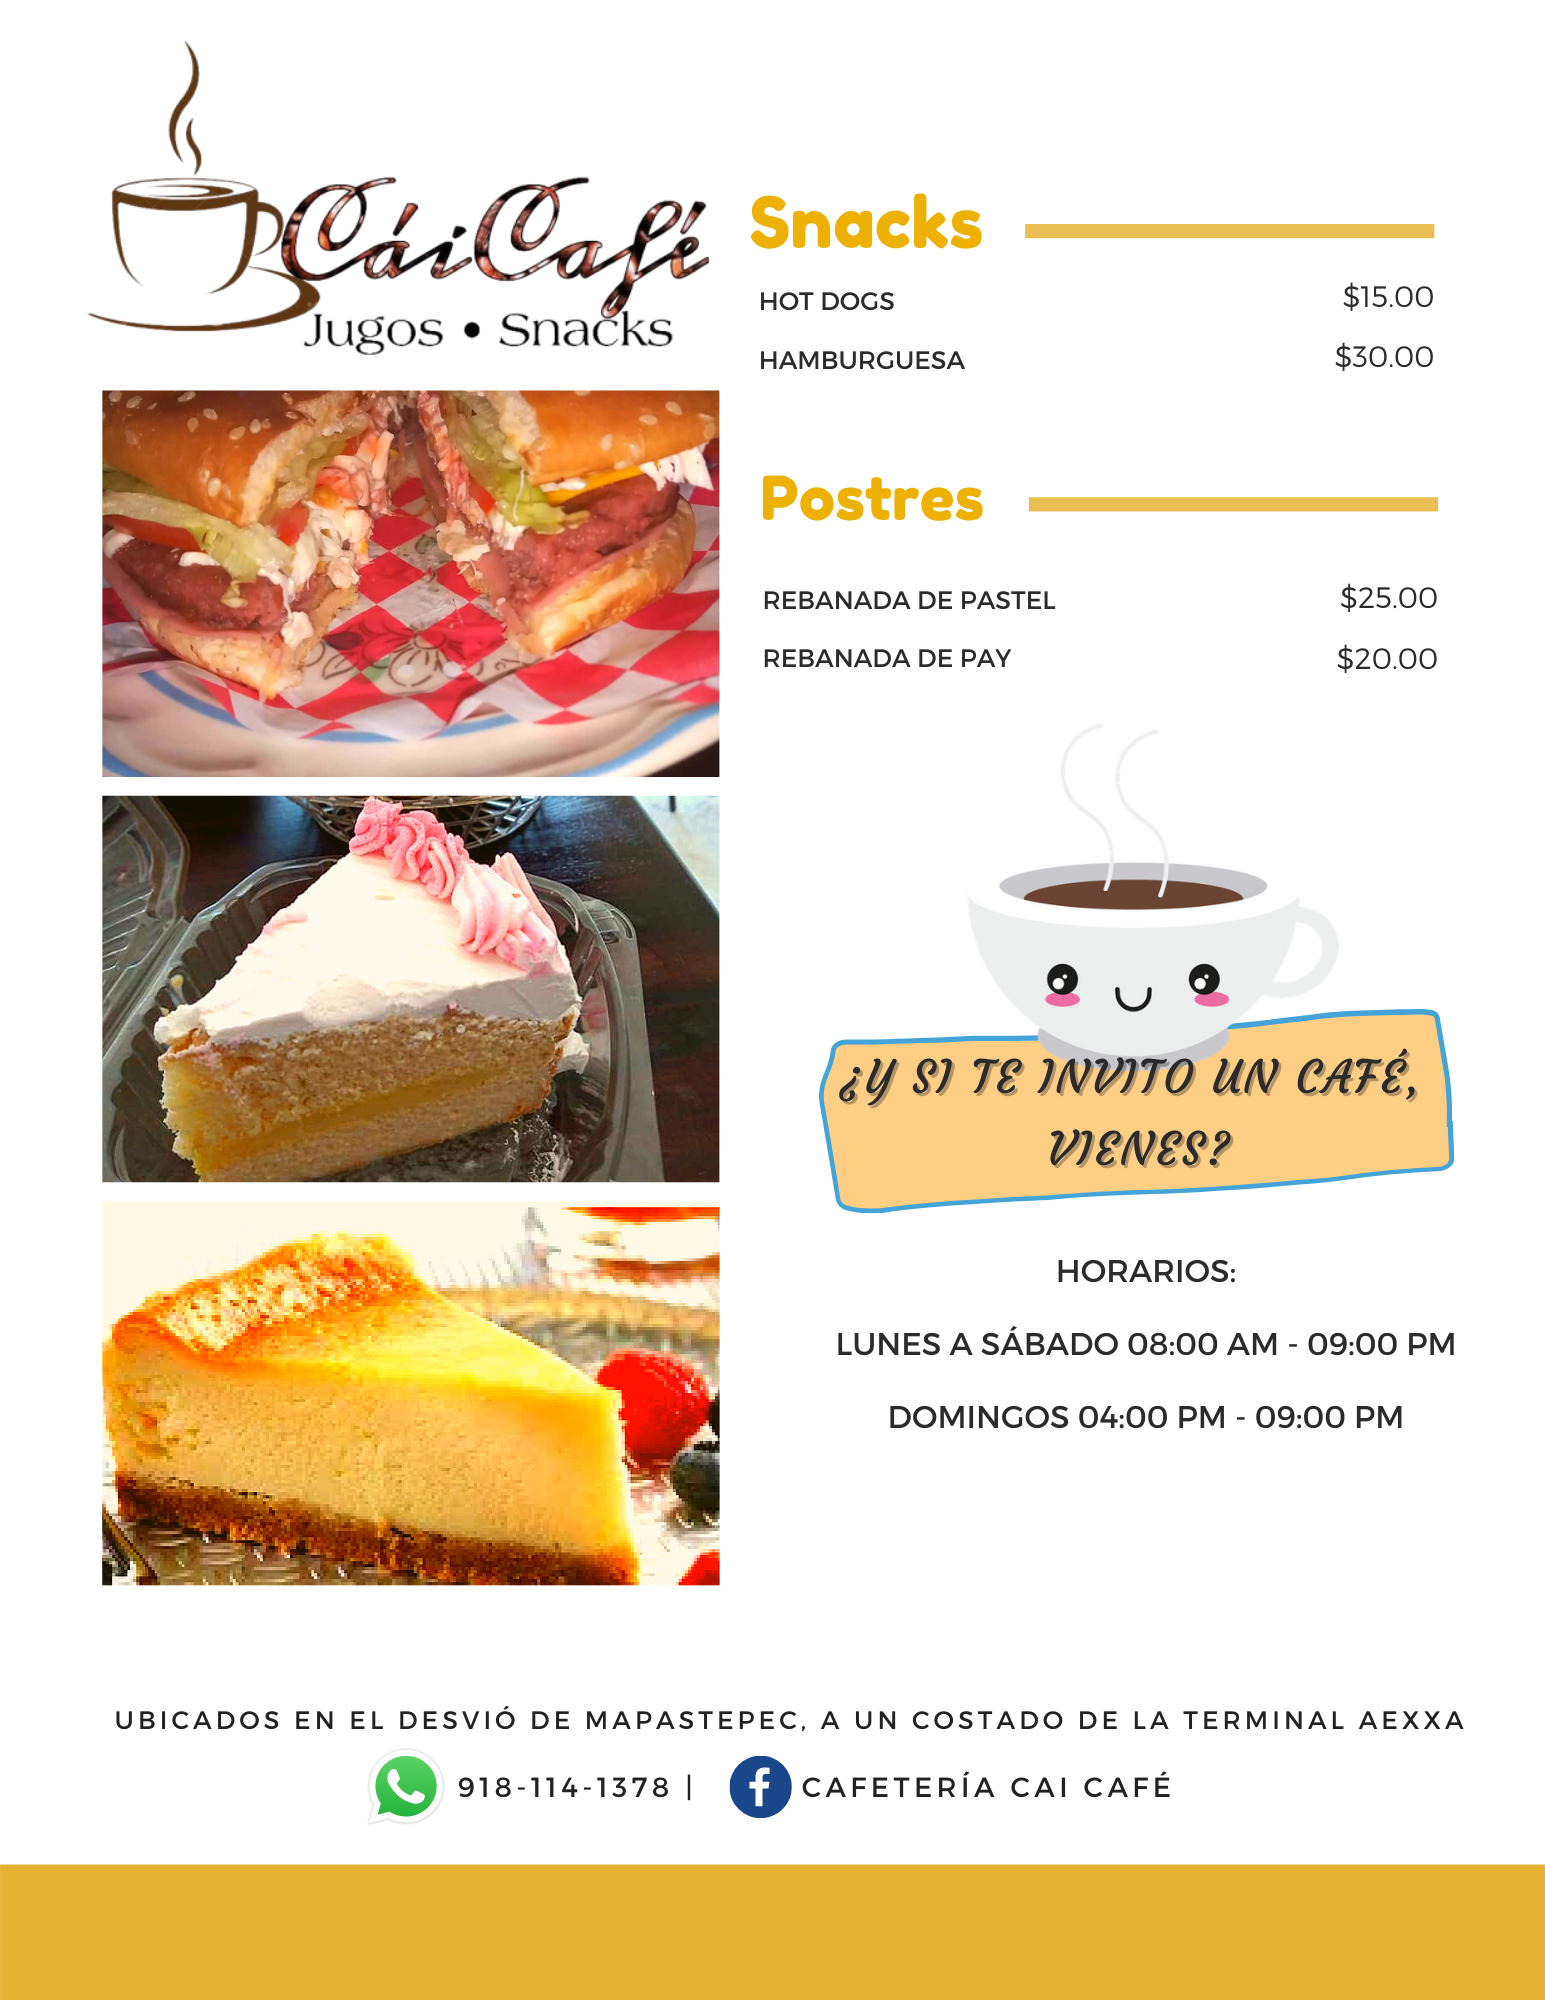 CáiCafé
Jugos • Snacks
Snacks
HOT DOGS $15.00
HAMBURGUESA $30.00
Postres
REBANADA DE PASTEL $25.00
REBANADA DE PAY $20.00
¿Y SI TE INVITO UN CAFÉ,
VIENES?
HORARIOS:
LUNES A SÁBADO 08:00 AM - 09:00 PM
DOMINGOS 04:00 PM - 09:00 PM
UBICADOS EN EL DESVIÓ DE MAPASTEPEC, A UN COSTADO DE LA TERMINAL AEXXA
918-114-1378 | CAFETERÍA CAI CAFÉ